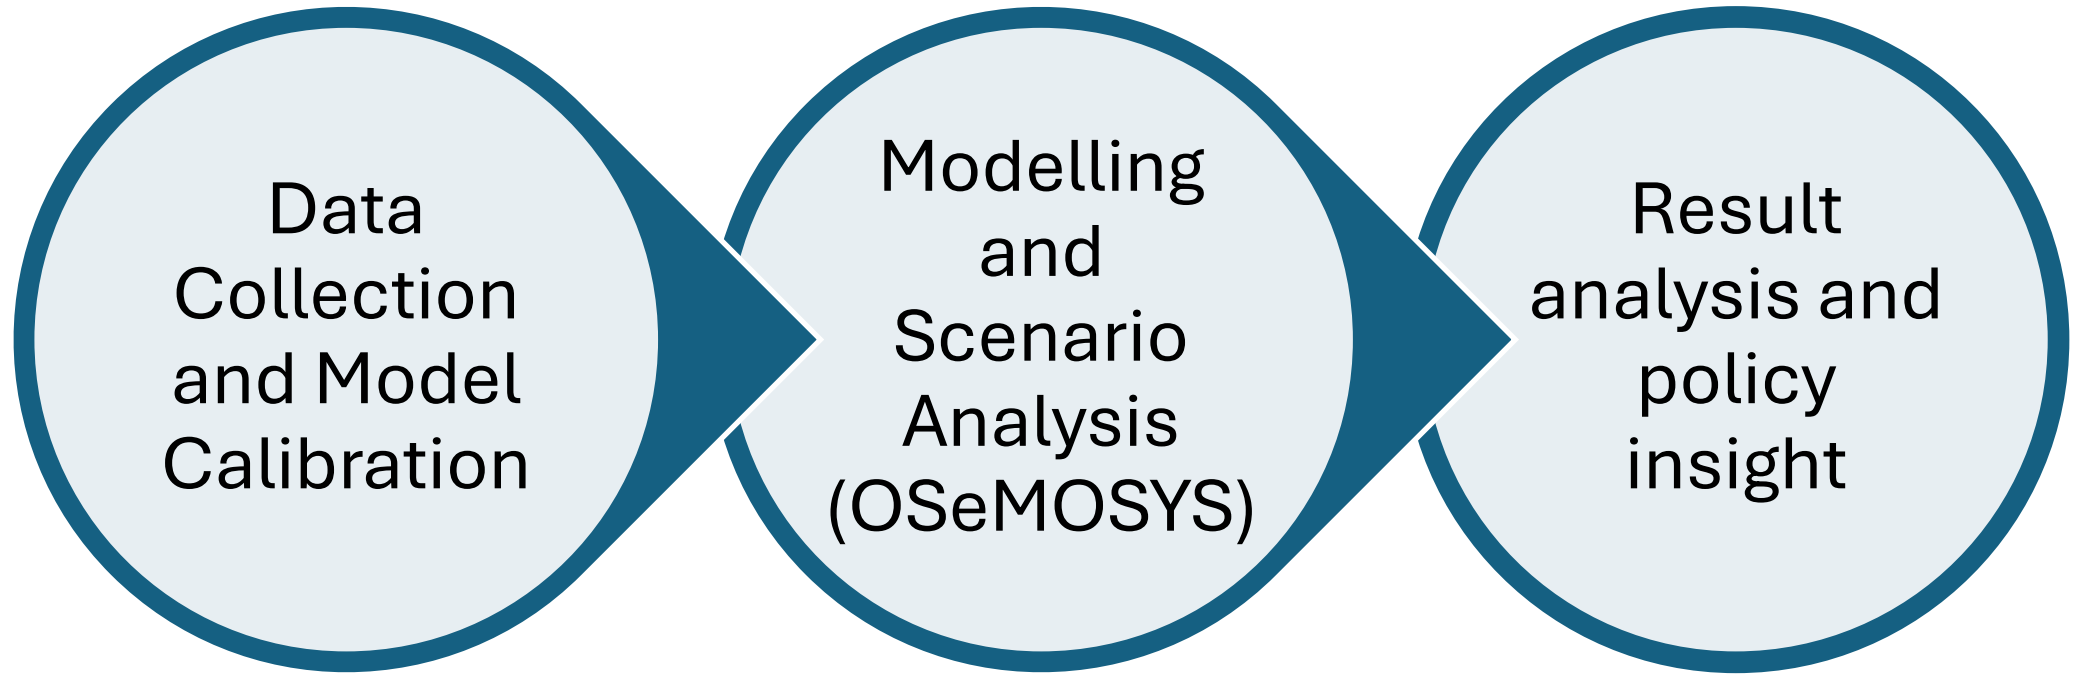 Data
Collection
and Model
Calibration
Modelling
and
Scenario
Analysis
(OSeMOSYS)
Result
analysis and
policy
insight